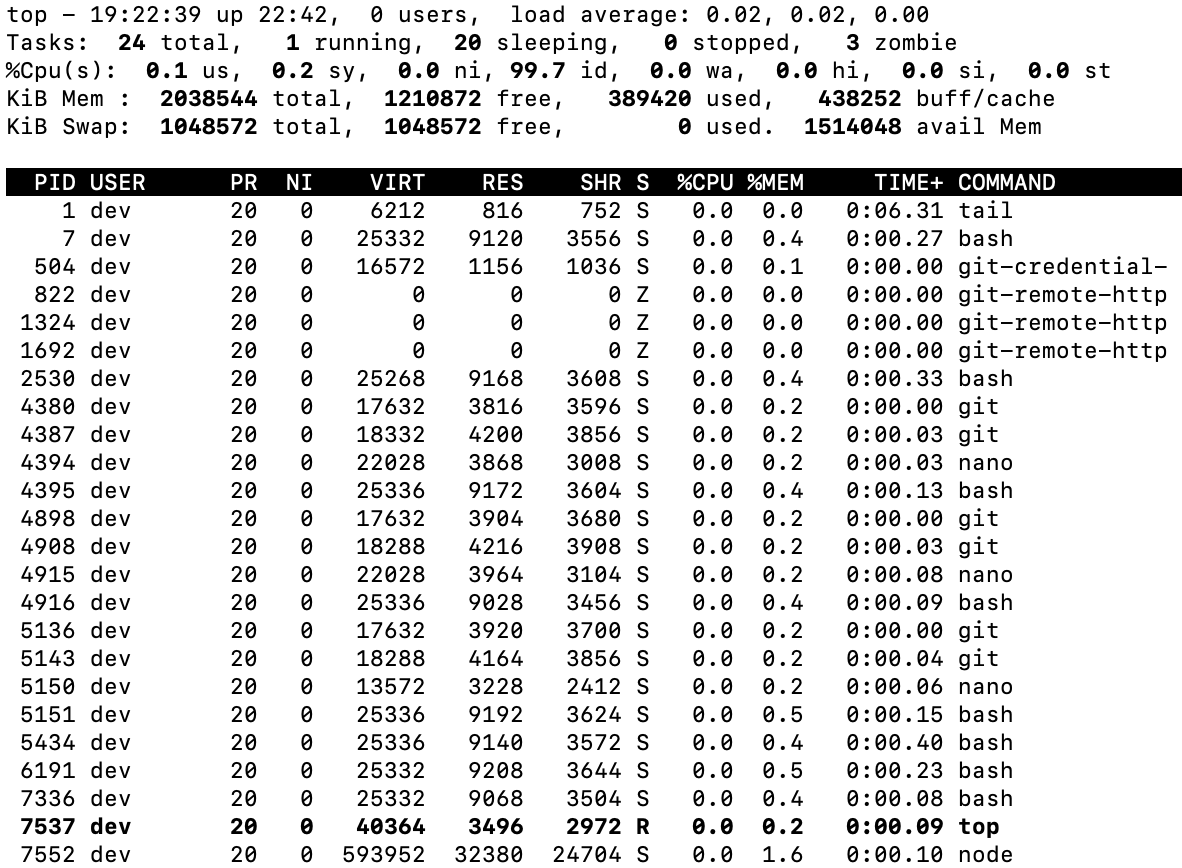 top - 19:22:39 up 22:42,  0 users,  load average: 0.02, 0.02, 0.00
Tasks:  24 total,   1 running,  20 sleeping,   0 stopped,   3 zombie
%Cpu(s):  0.1 us,  0.2 sy,  0.0 ni, 99.7 id,  0.0 wa,  0.0 hi,  0.0 si,  0.0 st
KiB Mem :  2038544 total,  1210872 free,   389420 used,   438252 buff/cache
KiB Swap:  1048572 total,  1048572 free,        0 used.  1514048 avail Mem
  PID USER      PR  NI    VIRT    RES    SHR S  %CPU %MEM     TIME+ COMMAND
    1 dev       20   0    6212    816    752 S   0.0  0.0   0:06.31 tail
    7 dev       20   0   25332   9120   3556 S   0.0  0.4   0:00.27 bash
  504 dev       20   0   16572   1156   1036 S   0.0  0.1   0:00.00 git-credential-
  822 dev       20   0       0      0      0 Z   0.0  0.0   0:00.00 git-remote-http
 1324 dev       20   0       0      0      0 Z   0.0  0.0   0:00.00 git-remote-http
 1692 dev       20   0       0      0      0 Z   0.0  0.0   0:00.00 git-remote-http
 2530 dev       20   0   25268   9168   3608 S   0.0  0.4   0:00.33 bash
 4380 dev       20   0   17632   3816   3596 S   0.0  0.2   0:00.00 git
 4387 dev       20   0   18332   4200   3856 S   0.0  0.2   0:00.03 git
 4394 dev       20   0   22028   3868   3008 S   0.0  0.2   0:00.03 nano
 4395 dev       20   0   25336   9172   3604 S   0.0  0.4   0:00.13 bash
 4898 dev       20   0   17632   3904   3680 S   0.0  0.2   0:00.00 git
 4908 dev       20   0   18288   4216   3908 S   0.0  0.2   0:00.03 git
 4915 dev       20   0   22028   3964   3104 S   0.0  0.2   0:00.08 nano
 4916 dev       20   0   25336   9028   3456 S   0.0  0.4   0:00.09 bash
 5136 dev       20   0   17632   3920   3700 S   0.0  0.2   0:00.00 git
 5143 dev       20   0   18288   4164   3856 S   0.0  0.2   0:00.04 git
 5150 dev       20   0   13572   3228   2412 S   0.0  0.2   0:00.06 nano
 5151 dev       20   0   25336   9192   3624 S   0.0  0.5   0:00.15 bash
 5434 dev       20   0   25336   9140   3572 S   0.0  0.4   0:00.40 bash
 6191 dev       20   0   25332   9208   3644 S   0.0  0.5   0:00.23 bash
 7336 dev       20   0   25332   9068   3504 S   0.0  0.4   0:00.08 bash
 7537 dev       20   0   40364   3496   2972 R   0.0  0.2   0:00.09 top
 7552 dev       20   0  593952  32380  24704 S   0.0  1.6   0:00.10 node